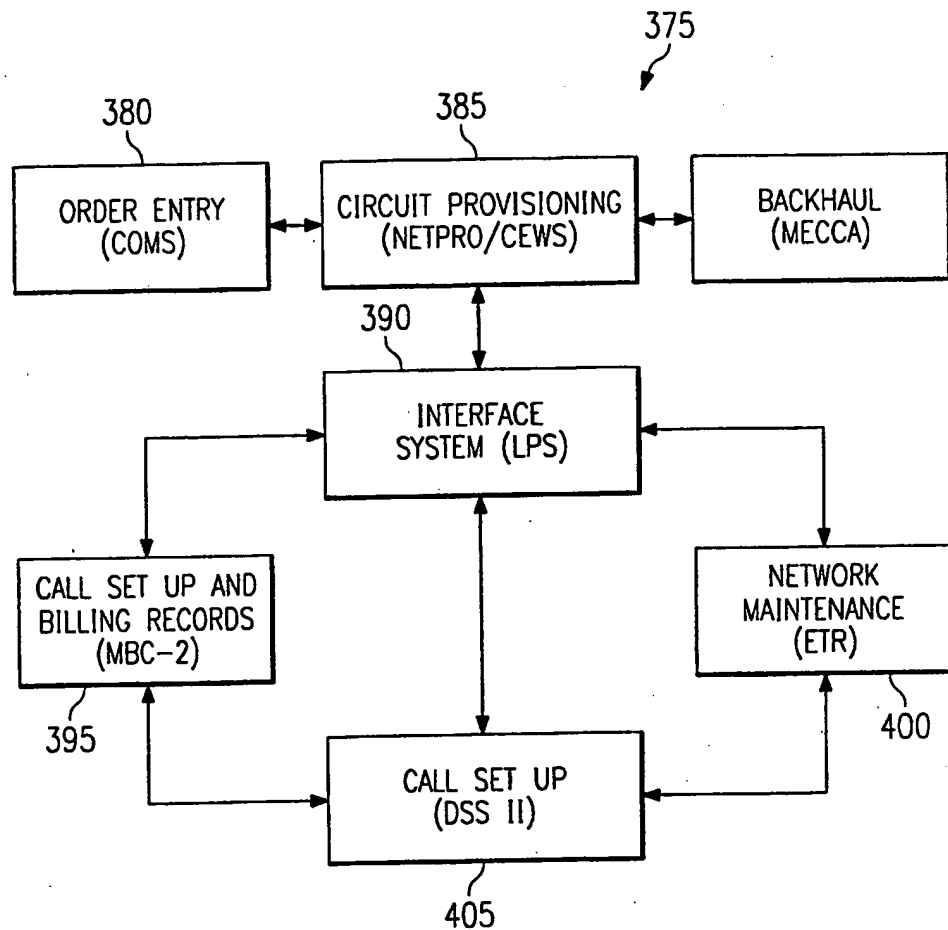 375
380
385
ORDER ENTRY
(COMS)
CIRCUIT PROVISIONING
(NETPRO/CEWS)
BACKHAUL
(MECCA)
390
INTERFACE
SYSTEM (LPS)
CALL SET UP AND
BILLING RECORDS
(MBC-2)
NETWORK
MAINTENANCE
(ETR)
395
400
CALL SET UP
(DSS II)
405